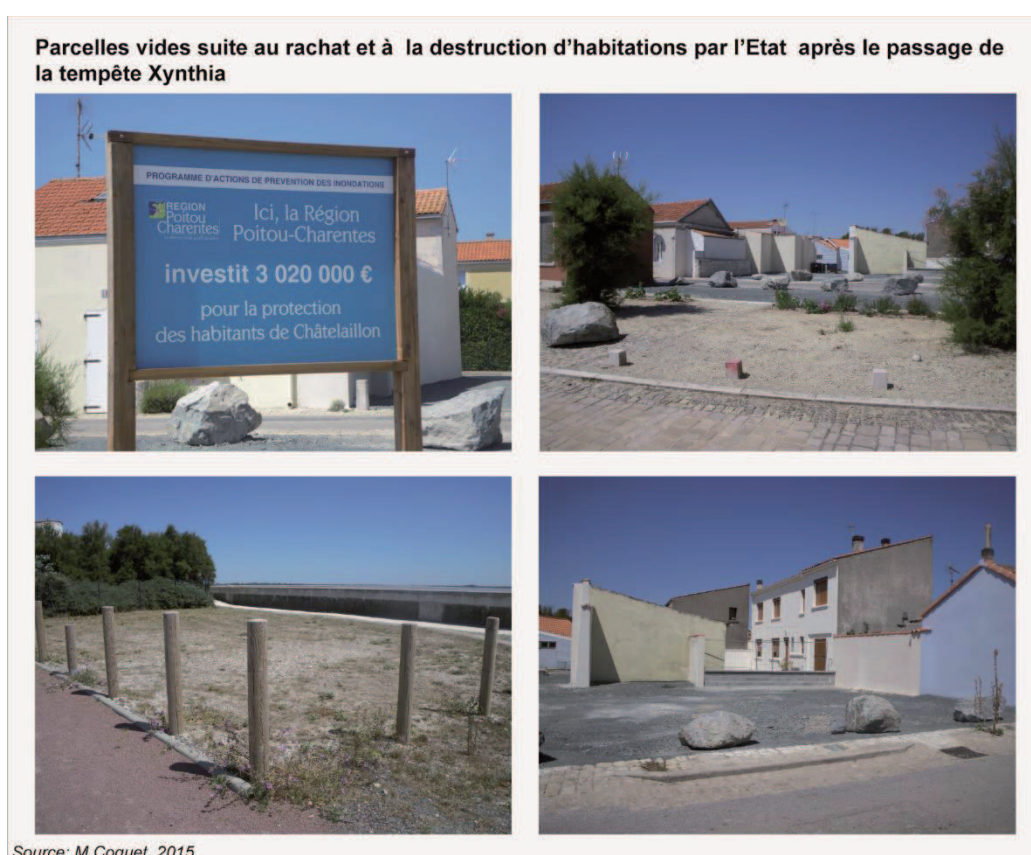 Parcelles vides suite au rachat et à la destruction d'habitations par l'Etat après le passage de
la tempête Xynthia
PROGRAMME D'ACTIONS DE PREVENTION DES INONDATIONS
REGION
Poitou
Charentes
Ici, la Région
Poitou-Charentes
investit 3 020 000 €
pour la protection
des habitants de Châtelaillon
Source: M.Coquet, 2015